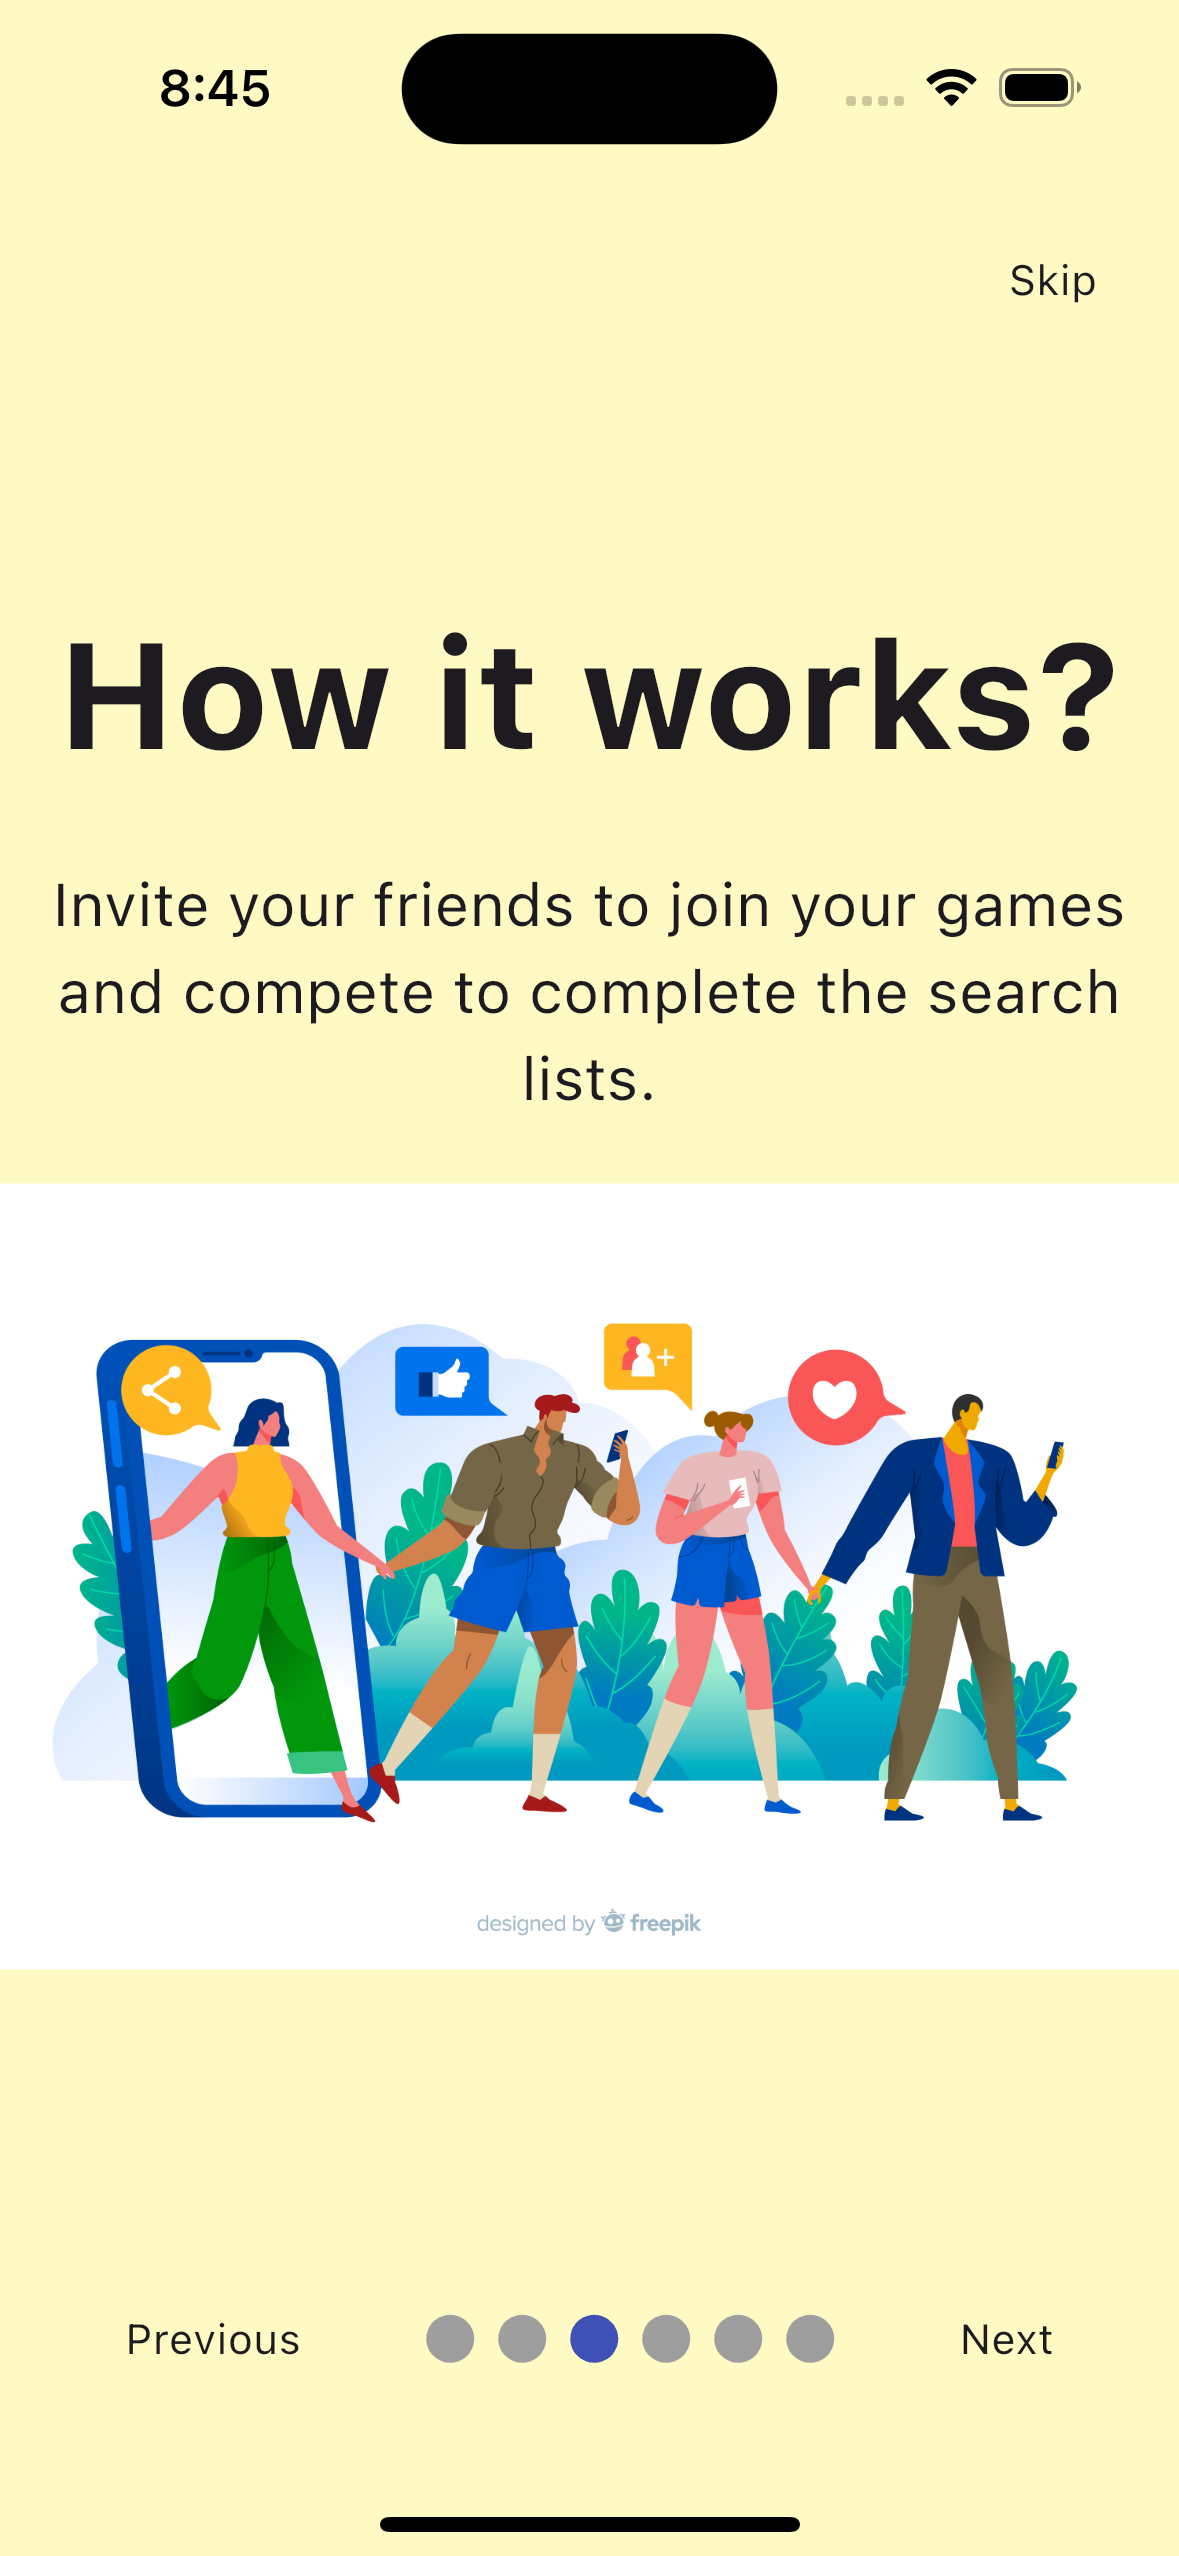 8:45
Skip
How it works?
Invite your friends to join your games
and compete to complete the search
lists.
designed by freepik
Previous
Next